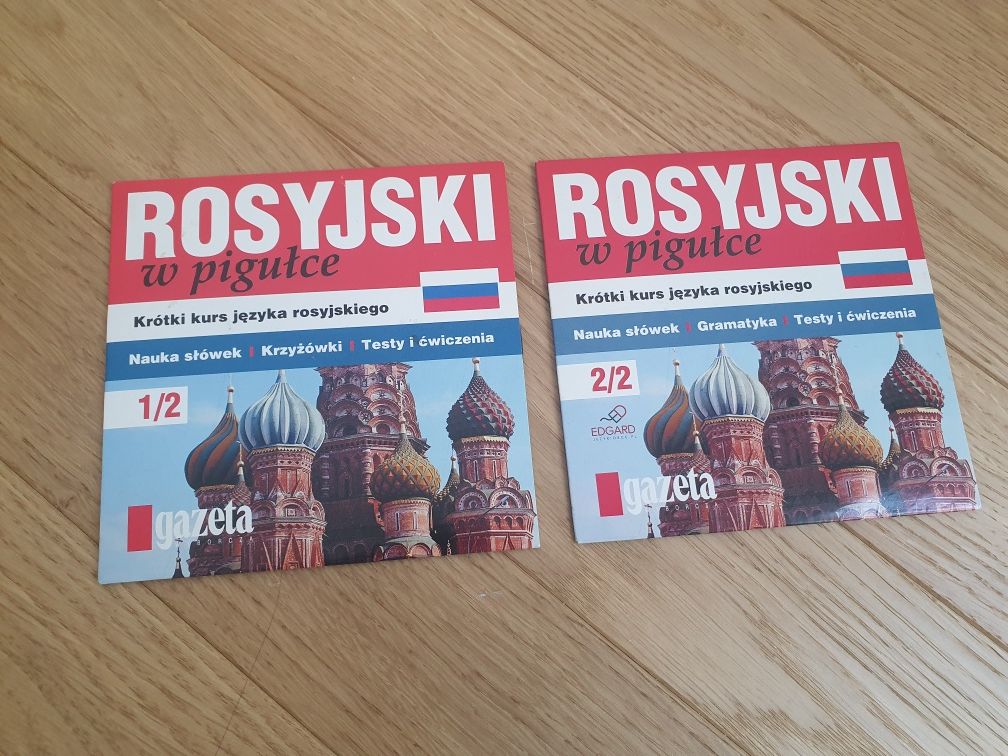 ROSYJSKI
w pigułce
Krótki kurs języka rosyjskiego
Nauka słówek | Krzyżówki | Testy i ćwiczenia
1/2
gazeta
ROSYJSKI
w pigułce
Krótki kurs języka rosyjskiego
Nauka słówek | Gramatyka | Testy i ćwiczenia
2/2
EDGARD
gazeta